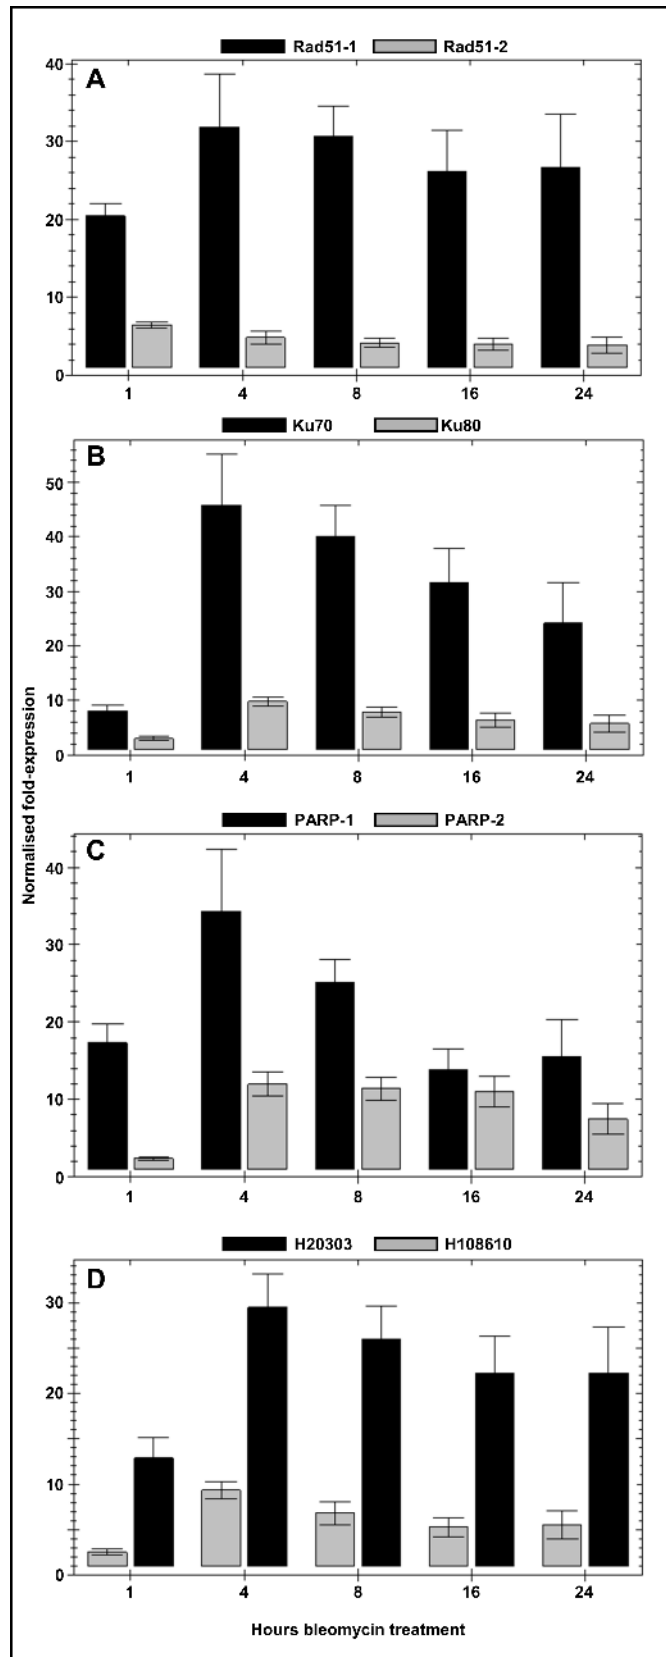 Rad51-1 Rad51-2
A
40
30
20
10
0
1 4 8 16 24
Ku70 Ku80
B
50
40
30
20
10
0
1 4 8 16 24
Normalised fold-expression
PARP-1 PARP-2
C
40
30
20
10
0
1 4 8 16 24
H20303 H108610
D
30
20
10
0
1 4 8 16 24
Hours bleomycin treatment